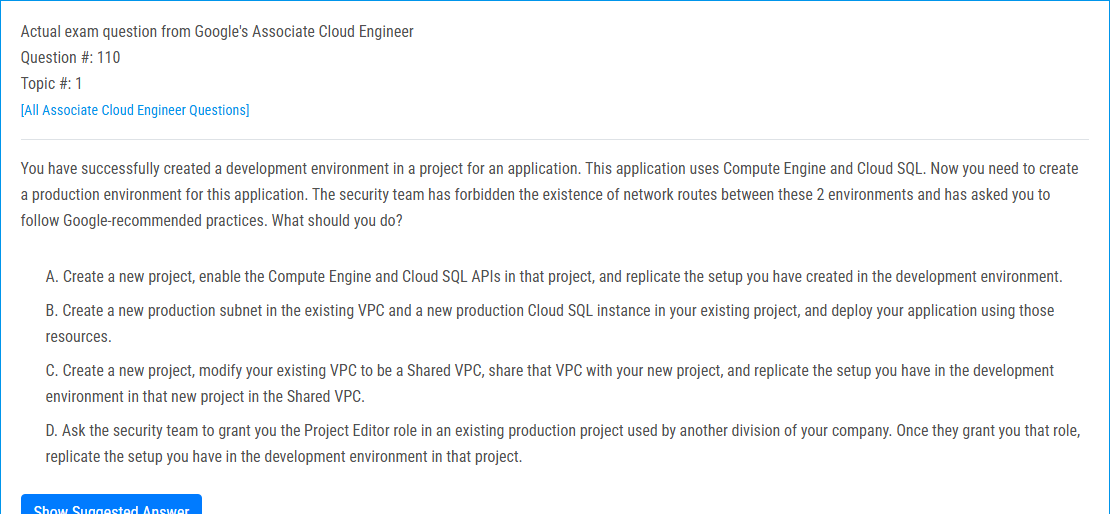 Actual exam question from Google's Associate Cloud Engineer
Question #: 110
Topic #: 1
[All Associate Cloud Engineer Questions]
You have successfully created a development environment in a project for an application. This application uses Compute Engine and Cloud SQL. Now you need to create
a production environment for this application. The security team has forbidden the existence of network routes between these 2 environments and has asked you to
follow Google-recommended practices. What should you do?
A. Create a new project, enable the Compute Engine and Cloud SQL APIs in that project, and replicate the setup you have created in the development environment.
B. Create a new production subnet in the existing VPC and a new production Cloud SQL instance in your existing project, and deploy your application using those
resources.
C. Create a new project, modify your existing VPC to be a Shared VPC, share that VPC with your new project, and replicate the setup you have in the development
environment in that new project in the Shared VPC.
D. Ask the security team to grant you the Project Editor role in an existing production project used by another division of your company. Once they grant you that role,
replicate the setup you have in the development environment in that project.
Show Suggested Answer